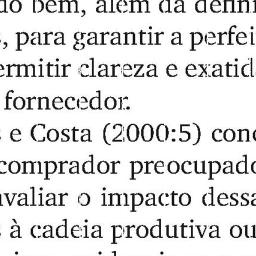 do bem, além da defini
, para garantir a perfei
ermitir clareza e exatid
fornecedor.
s e Costa (2000:5) conc
comprador preocupado
avaliar o impacto dessa
s à cadeia produtiva ou